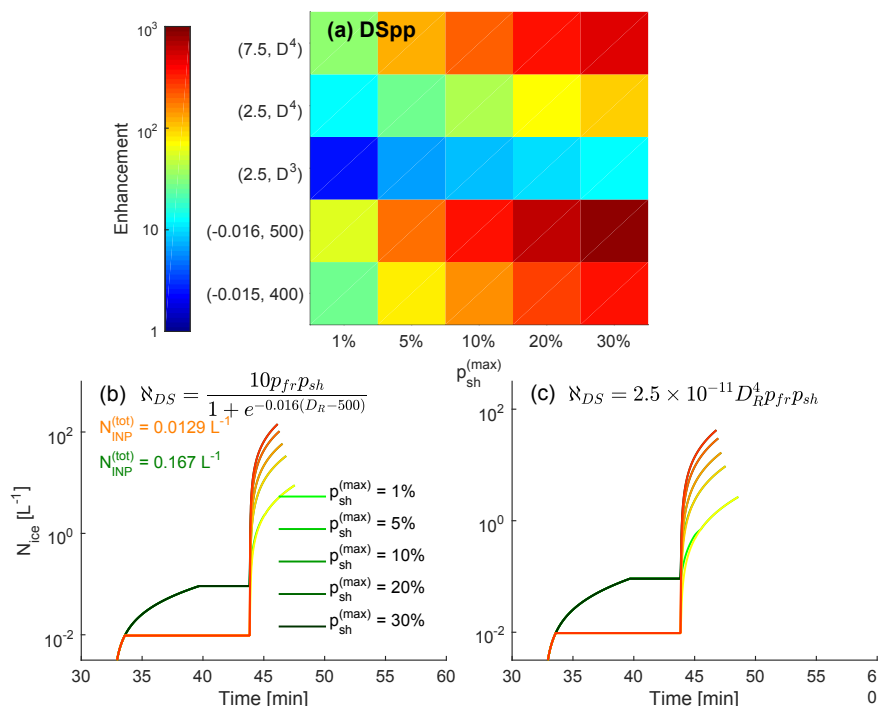 (a) DSpp
Enhancement
10³
10²
10
1
(7.5, D⁴)
(2.5, D⁴)
(2.5, D³)
(-0.016, 500)
(-0.015, 400)
1% 5% 10% 20% 30%
p_sh^(max)
(b) ℵ_DS = 10p_fr p_sh / (1 + e^{-0.016(D_R-500)})
N_INP^(tot) = 0.0129 L⁻¹
N_INP^(tot) = 0.167 L⁻¹
p_sh^(max) = 1%
p_sh^(max) = 5%
p_sh^(max) = 10%
p_sh^(max) = 20%
p_sh^(max) = 30%
N_ice [L⁻¹]
10²
10⁰
10⁻²
30 35 40 45 50 55 60
Time [min]
(c) ℵ_DS = 2.5 × 10⁻¹¹ D_R⁴ p_fr p_sh
10²
10⁰
10⁻²
30 35 40 45 50 55 6
0
Time [min]